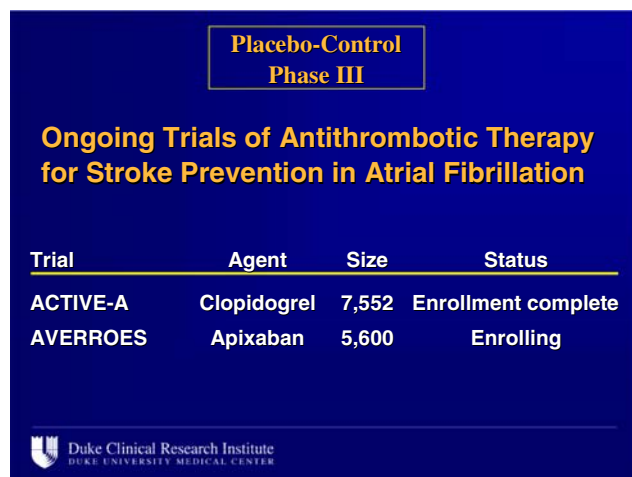 Placebo-Control
Phase III
Ongoing Trials of Antithrombotic Therapy
for Stroke Prevention in Atrial Fibrillation
Trial Agent Size Status
ACTIVE-A Clopidogrel 7,552 Enrollment complete
AVERROES Apixaban 5,600 Enrolling
Duke Clinical Research Institute
DUKE UNIVERSITY MEDICAL CENTER